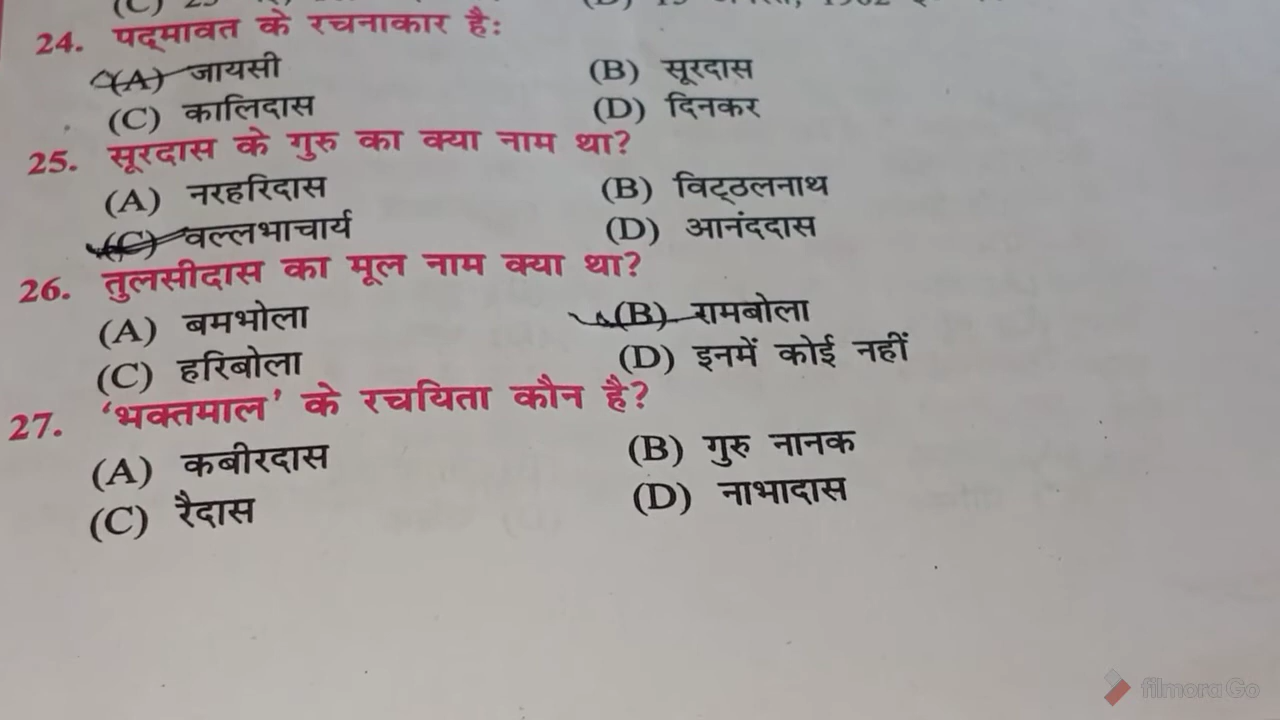 24. पद्मावत के रचनाकार है:
(A) जायसी (B) सूरदास
(C) कालिदास (D) दिनकर
25. सूरदास के गुरु का क्या नाम था?
(A) नरहरिदास (B) विट्ठलनाथ
(C) वल्लभाचार्य (D) आनंददास
26. तुलसीदास का मूल नाम क्या था?
(A) बमभोला (B) रामबोला
(C) हरिबोला (D) इनमें कोई नहीं
27. 'भक्तमाल' के रचयिता कौन है?
(A) कबीरदास (B) गुरु नानक
(C) रैदास (D) नाभादास
filmora Go